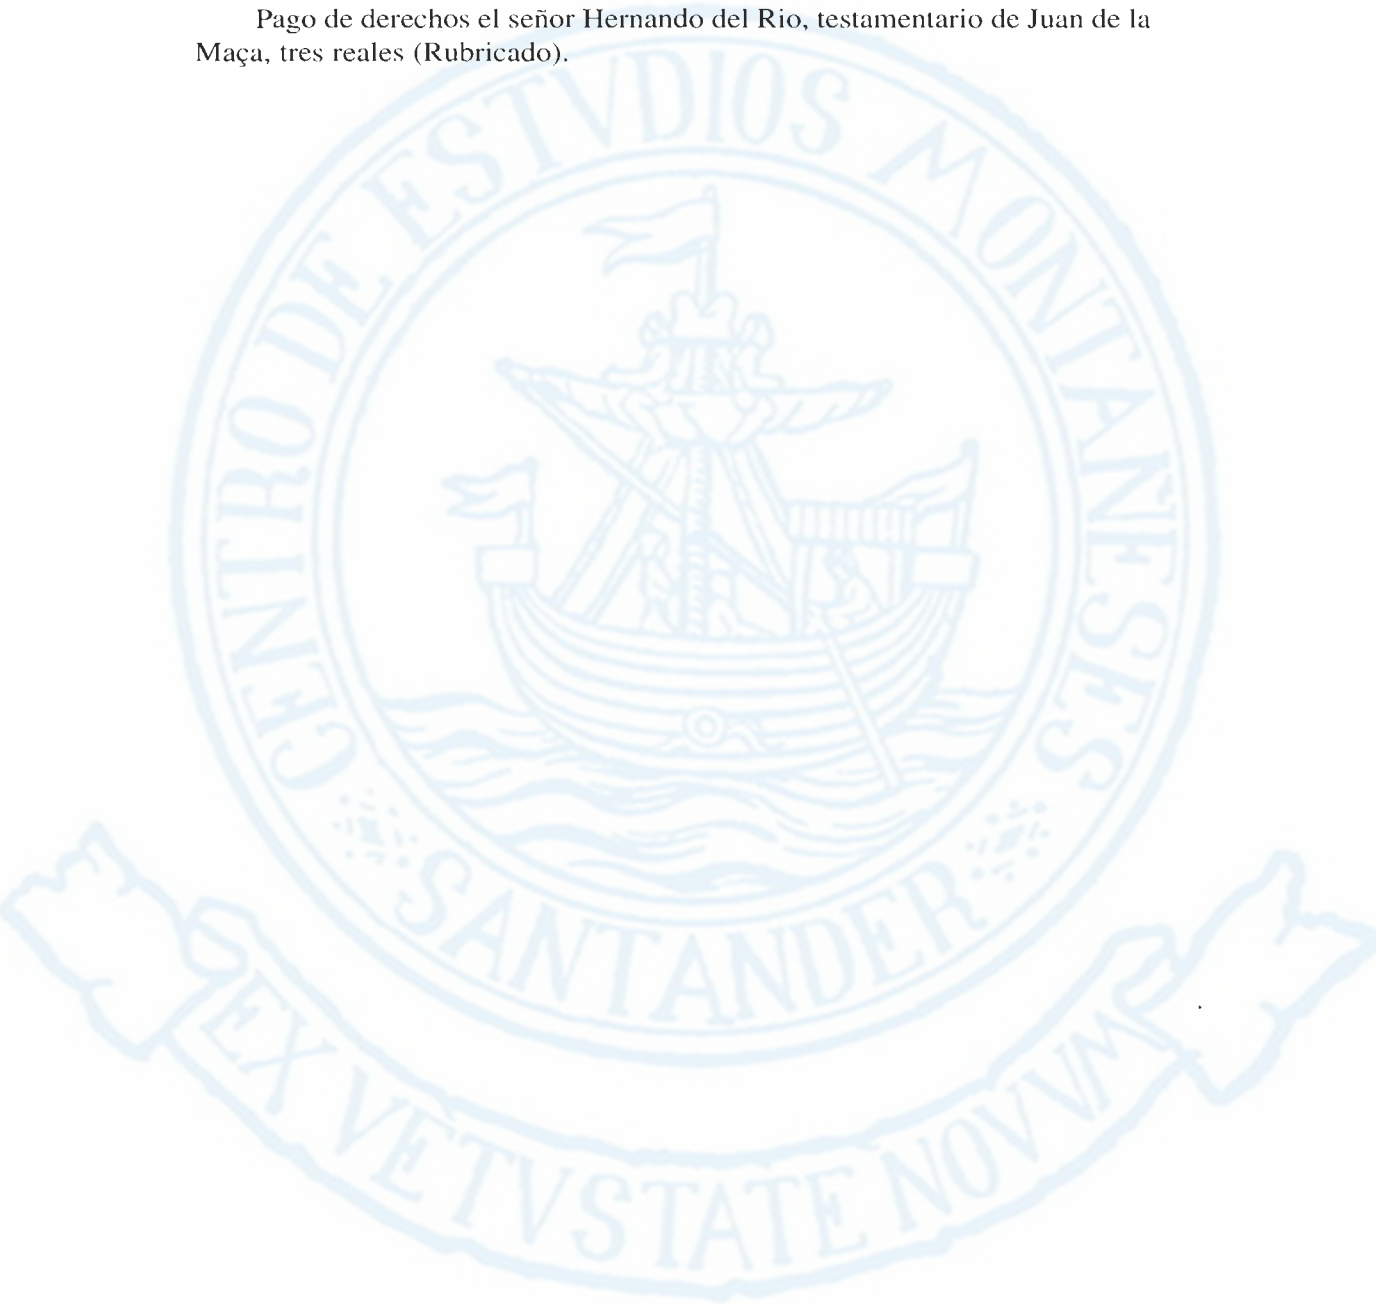 Pago de derechos el señor Hernando del Rio, testamentario de Juan de la
Maça, tres reales (Rubricado).
CENTRO DE ESTVDIOS MONTAÑESES
SANTANDER
EX VETVSTATE NOVVM